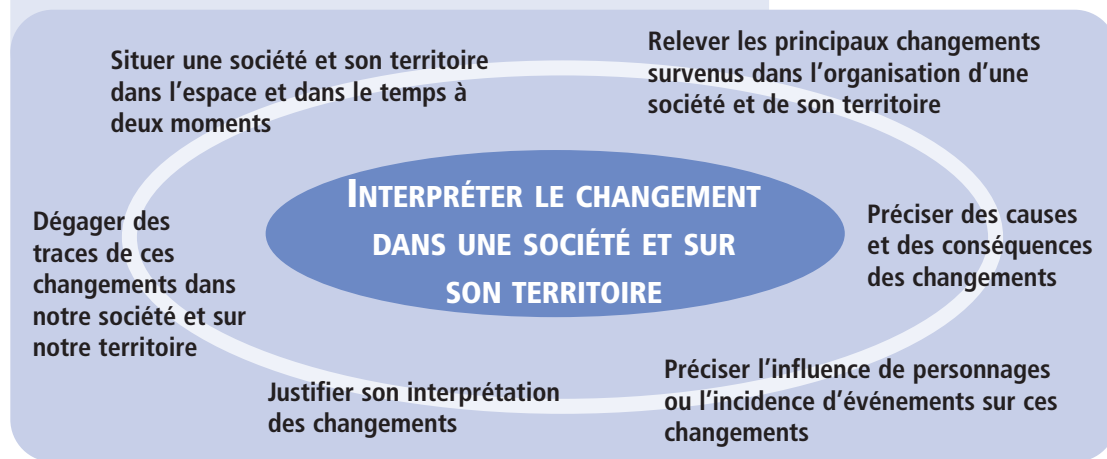 Situer une société et son territoire
dans l'espace et dans le temps à
deux moments
Relever les principaux changements
survenus dans l'organisation d'une
société et de son territoire
INTERPRÉTER LE CHANGEMENT
DANS UNE SOCIÉTÉ ET SUR
SON TERRITOIRE
Dégager des
traces de ces
changements dans
notre société et sur
notre territoire
Préciser des causes
et des conséquences
des changements
Justifier son interprétation
des changements
Préciser l'influence de personnages
ou l'incidence d'événements sur ces
changements